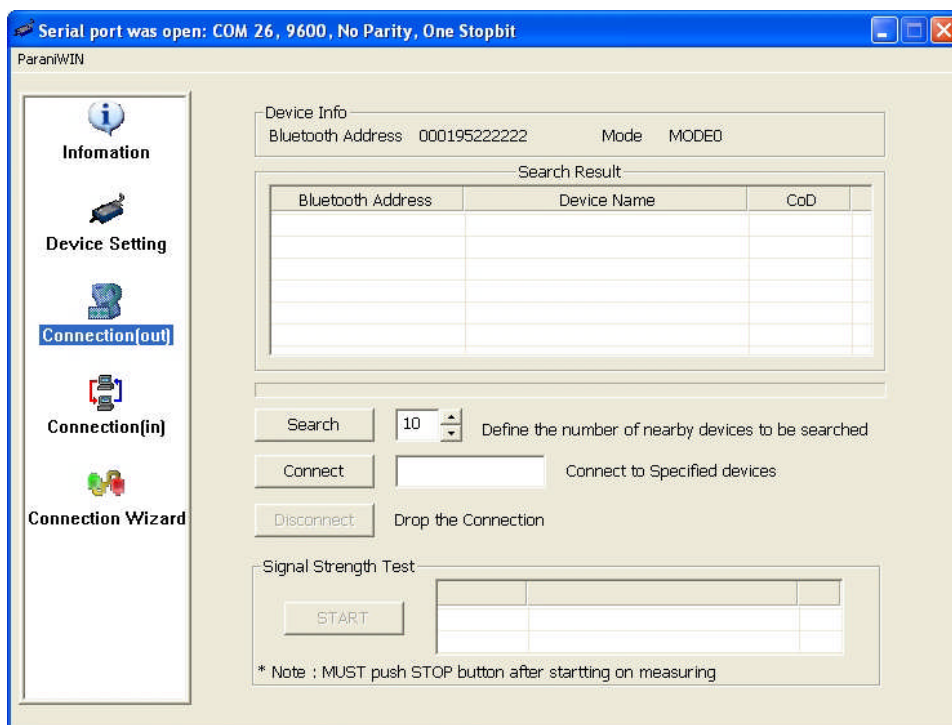 Serial port was open: COM 26, 9600, No Parity, One Stopbit
ParaniWIN
Infomation
Device Setting
Connection(out)
Connection(in)
Connection Wizard
Device Info
Bluetooth Address 000195222222 Mode MODE0
Search Result
Bluetooth Address Device Name CoD
Search 10 Define the number of nearby devices to be searched
Connect Connect to Specified devices
Disconnect Drop the Connection
Signal Strength Test
START
* Note : MUST push STOP button after startting on measuring